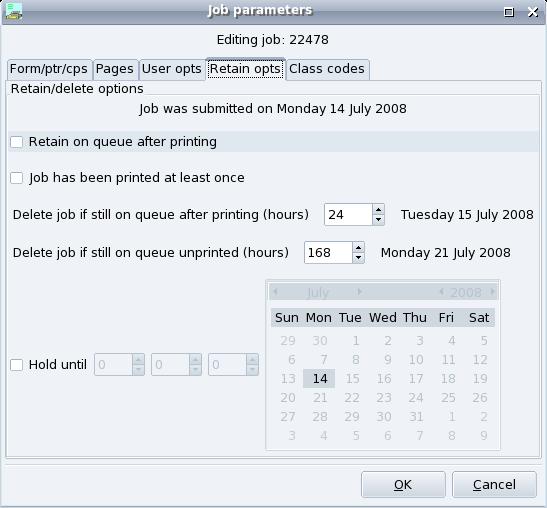 Job parameters
Editing job: 22478
Form/ptr/cps Pages User opts Retain opts Class codes
Retain/delete options
Job was submitted on Monday 14 July 2008
Retain on queue after printing
Job has been printed at least once
Delete job if still on queue after printing (hours) 24 Tuesday 15 July 2008
Delete job if still on queue unprinted (hours) 168 Monday 21 July 2008
July 2008
Sun Mon Tue Wed Thu Fri Sat
29 30 1 2 3 4 5
6 7 8 9 10 11 12
13 14 15 16 17 18 19
20 21 22 23 24 25 26
27 28 29 30 31 1 2
3 4 5 6 7 8 9
Hold until 0 0 0
OK Cancel